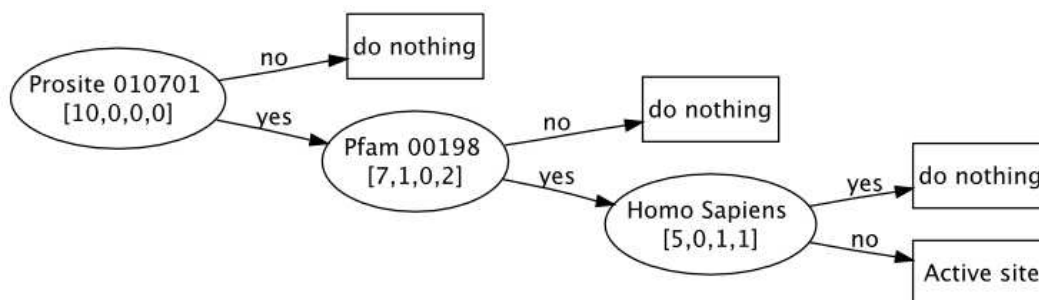 no
do nothing
Prosite 010701
[10,0,0,0]
yes
no
do nothing
Pfam 00198
[7,1,0,2]
yes
yes
do nothing
Homo Sapiens
[5,0,1,1]
no
Active site